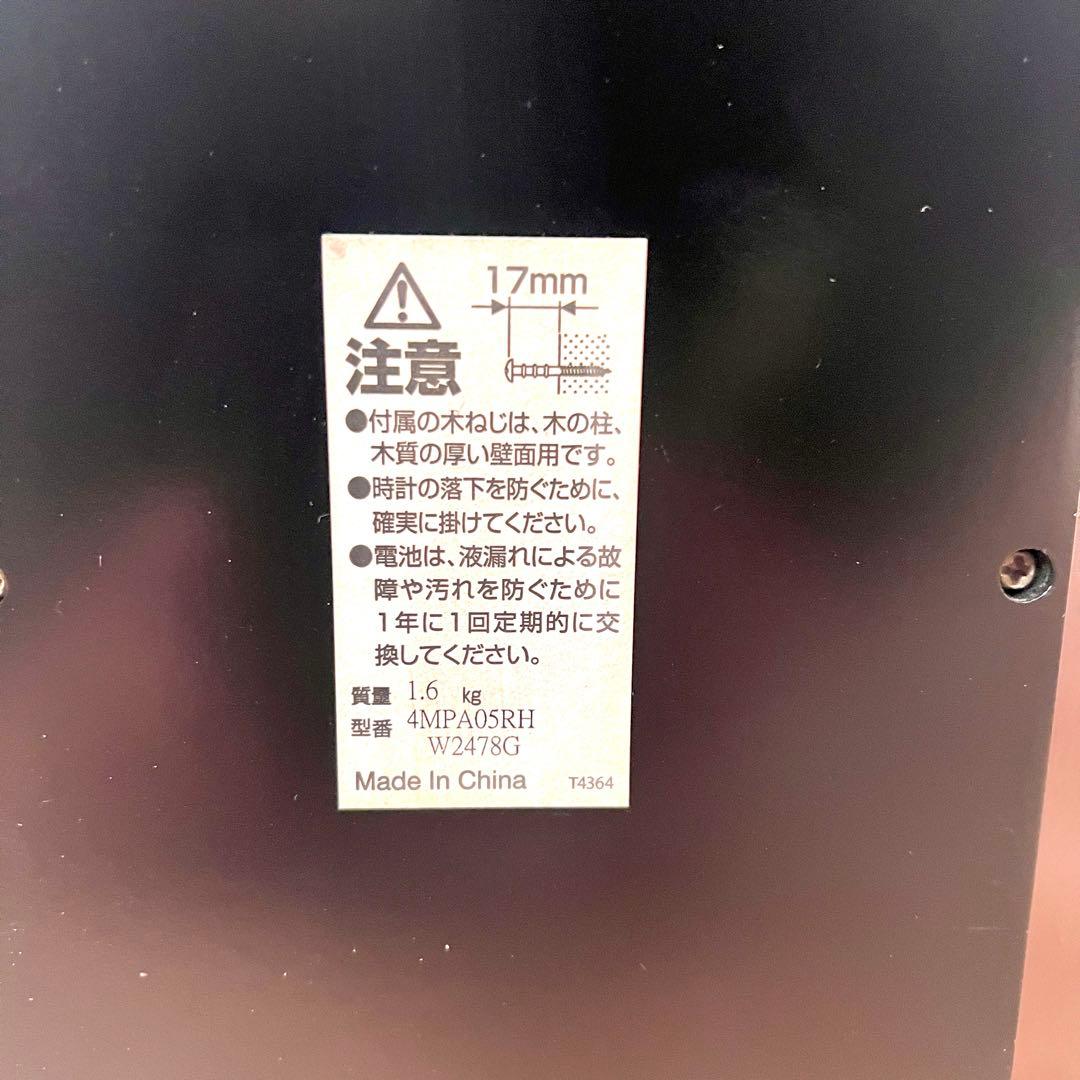 17mm
注意
●付属の木ねじは、木の柱、
木質の厚い壁面用です。
●時計の落下を防ぐために、
確実に掛けてください。
●電池は、液漏れによる故
障や汚れを防ぐために
1年に1回定期的に交
換してください。
質量 1.6 kg
型番 4MPA05RH
W2478G
Made In China T4364